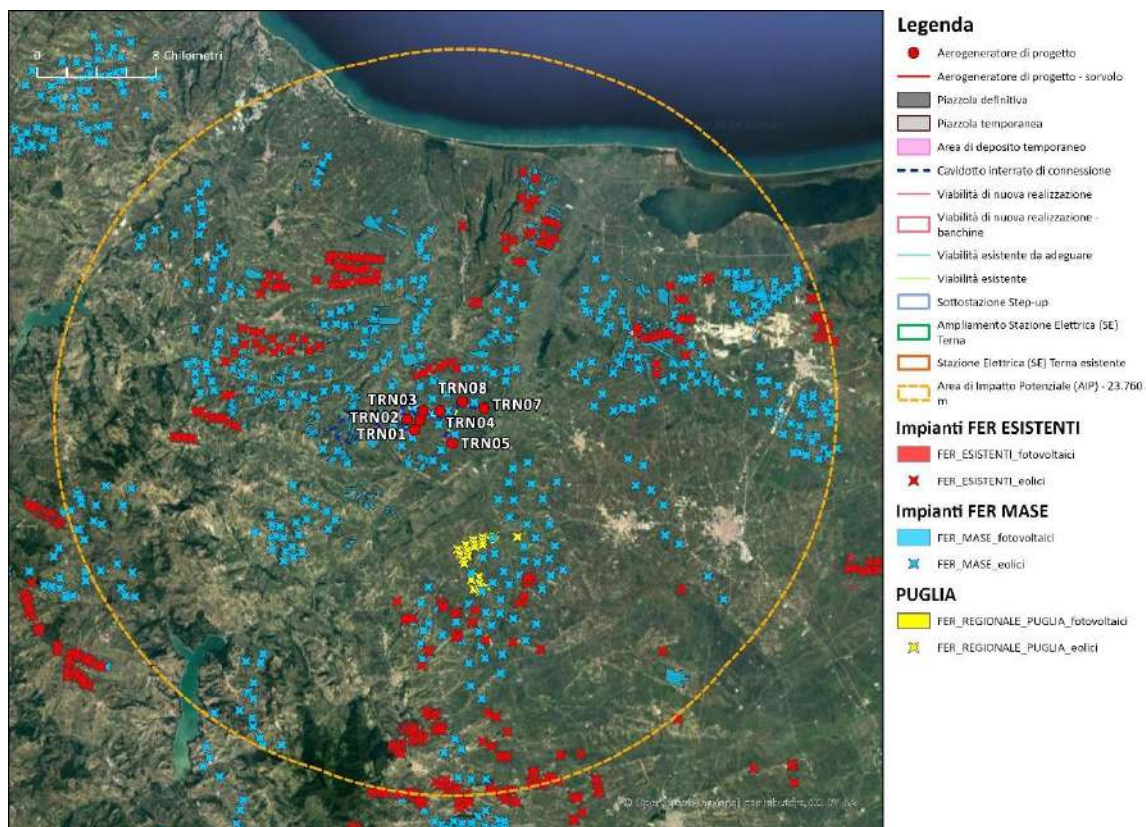 0
8 Chilometri
TRN08
TRN03
TRN07
TRN02
TRN04
TRN01
TRN05
Legenda
Aerogeneratore di progetto
Aerogeneratore di progetto - sorvolo
Piazzola definitiva
Piazzola temporanea
Area di deposito temporaneo
Cavidotto interrato di connessione
Viabilità di nuova realizzazione
Viabilità di nuova realizzazione -
banchine
Viabilità esistente da adeguare
Viabilità esistente
Sottostazione Step-up
Ampliamento Stazione Elettrica (SE)
Terna
Stazione Elettrica (SE) Terna esistente
Area di Impatto Potenziale (AIP) - 23.760
m
Impianti FER ESISTENTI
FER_ESISTENTI_fotovoltaici
FER_ESISTENTI_eolici
Impianti FER MASE
FER_MASE_fotovoltaici
FER_MASE_eolici
PUGLIA
FER_REGIONALE_PUGLIA_fotovoltaici
FER_REGIONALE_PUGLIA_eolici
contributors,